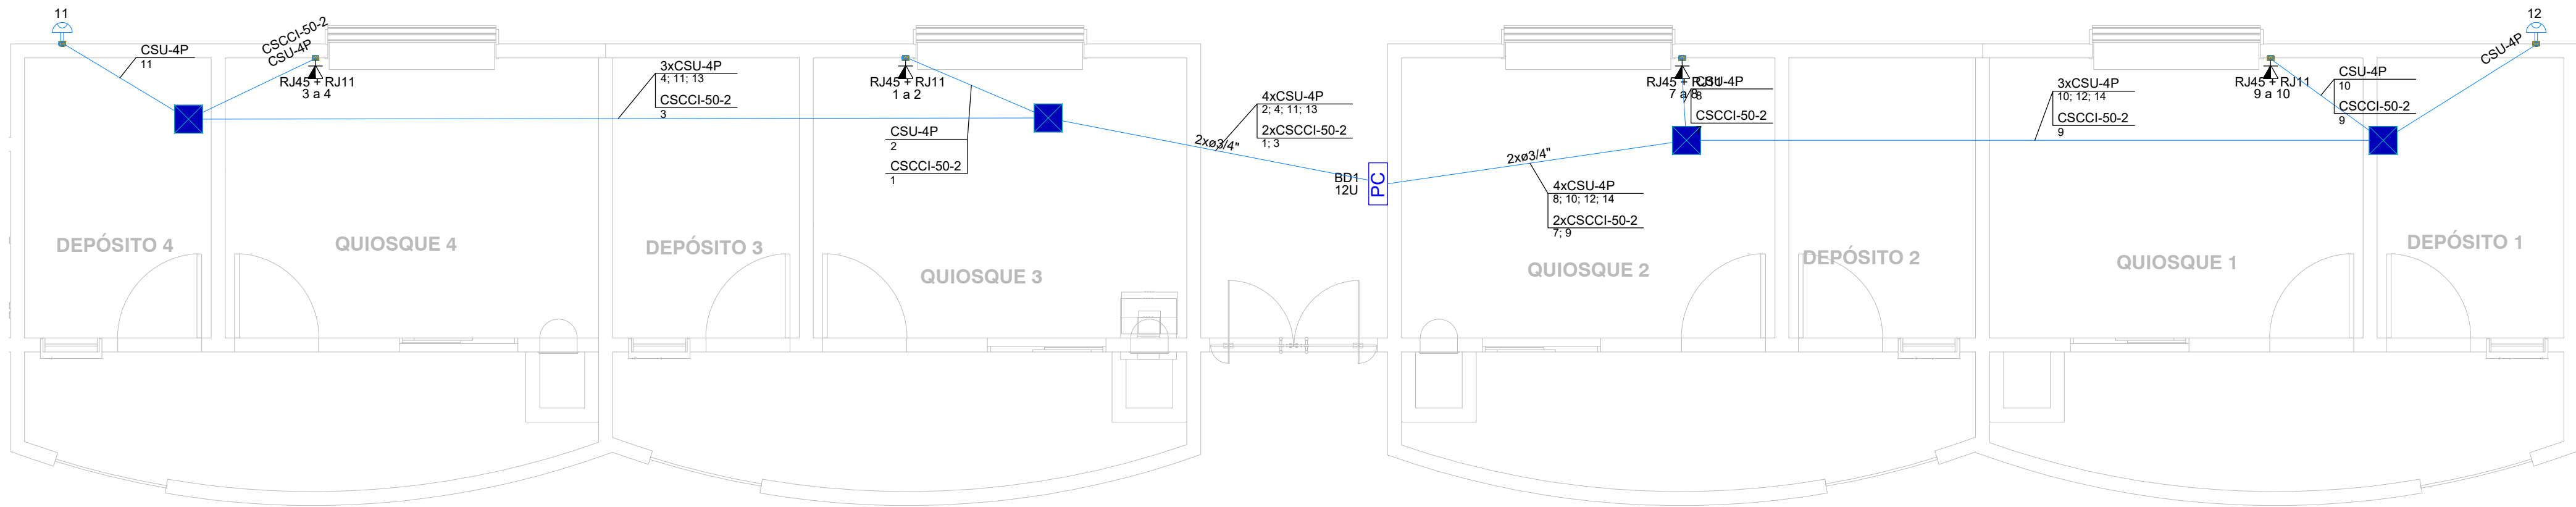 11
CSU-4P
11
CSCCI-50-2
CSU-4P
RJ45 + RJ11
3 a 4
3xCSU-4P
4; 11; 13
CSCCI-50-2
3
RJ45 + RJ11
1 a 2
CSU-4P
2
CSCCI-50-2
1
4xCSU-4P
2; 4; 11; 13
2xCSCCI-50-2
1; 3
2xø3/4"
BD1
12U
PC
2xø3/4"
4xCSU-4P
8; 10; 12; 14
2xCSCCI-50-2
7; 9
RJ45 + RJ11
7 a 8
CSU-4P
8
CSCCI-50-2
3xCSU-4P
10; 12; 14
CSCCI-50-2
9
RJ45 + RJ11
9 a 10
CSU-4P
10
CSCCI-50-2
9
CSU-4P
12
DEPÓSITO 4
QUIOSQUE 4
DEPÓSITO 3
QUIOSQUE 3
QUIOSQUE 2
DEPÓSITO 2
QUIOSQUE 1
DEPÓSITO 1